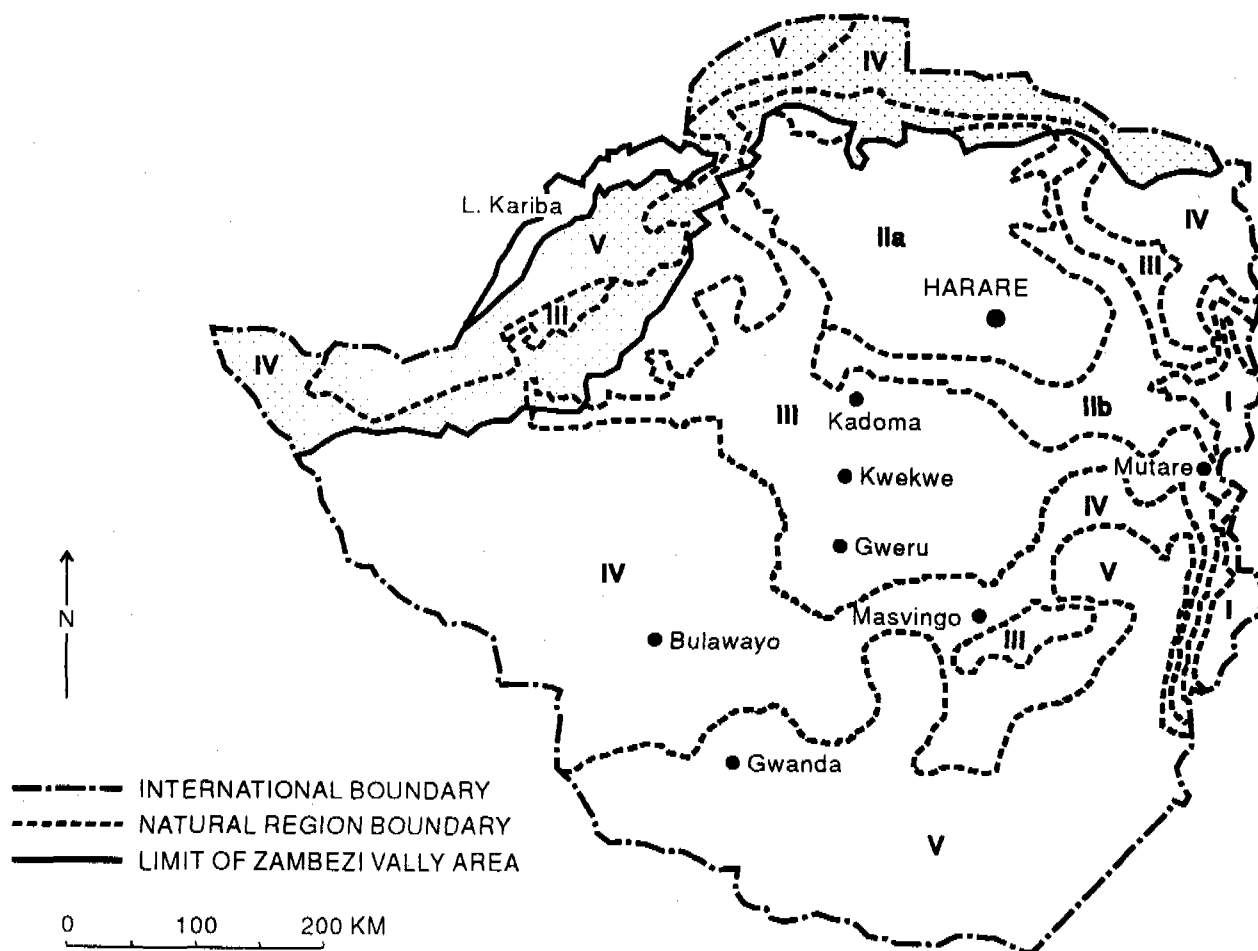 V
IV
L. Kariba
V
IIa
IV
III
HARARE
III
IV
I
III
Kadoma
IIb
Mutare
Kwekwe
IV
Gweru
IV
V
Masvingo
I
Bulawayo
III
N
Gwanda
V
INTERNATIONAL BOUNDARY
NATURAL REGION BOUNDARY
LIMIT OF ZAMBEZI VALLY AREA
0 100 200 KM